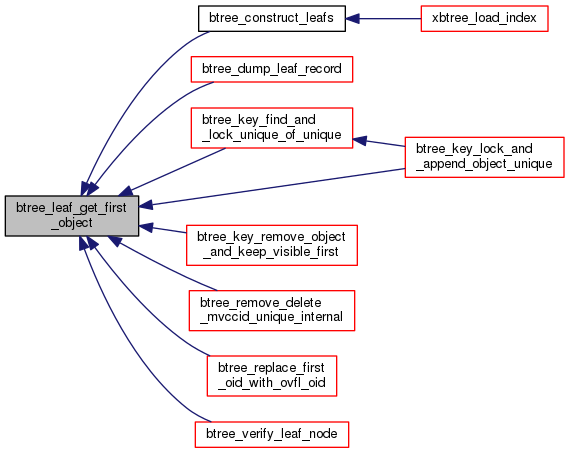 btree_construct_leafs
xbtree_load_index
btree_dump_leaf_record
btree_key_find_and
_lock_unique_of_unique
btree_key_lock_and
_append_object_unique
btree_leaf_get_first
_object
btree_key_remove_object
_and_keep_visible_first
btree_remove_delete
_mvccid_unique_internal
btree_replace_first
_oid_with_ovfl_oid
btree_verify_leaf_node